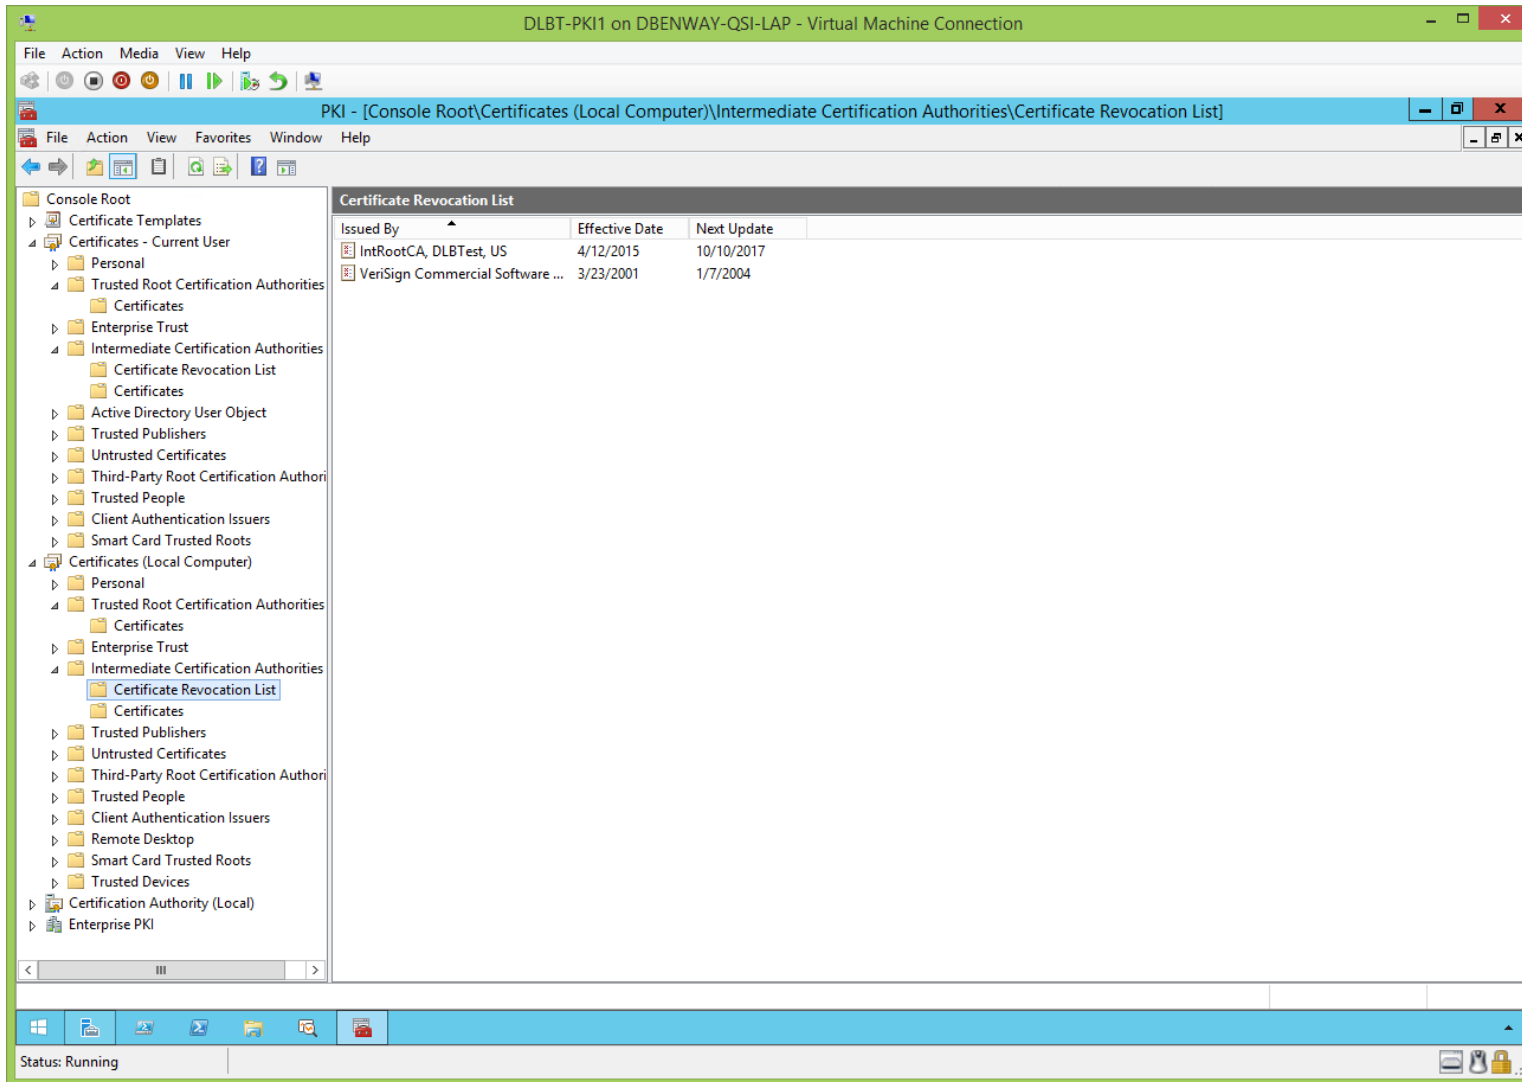 DLBT-PKI1 on DBENWAY-QSI-LAP - Virtual Machine Connection
File Action Media View Help
PKI - [Console Root\Certificates (Local Computer)\Intermediate Certification Authorities\Certificate Revocation List]
File Action View Favorites Window Help
Console Root
Certificate Templates
Certificates - Current User
Personal
Trusted Root Certification Authorities
Certificates
Enterprise Trust
Intermediate Certification Authorities
Certificate Revocation List
Certificates
Active Directory User Object
Trusted Publishers
Untrusted Certificates
Third-Party Root Certification Authori
Trusted People
Client Authentication Issuers
Smart Card Trusted Roots
Certificates (Local Computer)
Personal
Trusted Root Certification Authorities
Certificates
Enterprise Trust
Intermediate Certification Authorities
Certificate Revocation List
Certificates
Trusted Publishers
Untrusted Certificates
Third-Party Root Certification Authori
Trusted People
Client Authentication Issuers
Remote Desktop
Smart Card Trusted Roots
Trusted Devices
Certification Authority (Local)
Enterprise PKI
Certificate Revocation List
Issued By Effective Date Next Update
IntRootCA, DLBTest, US 4/12/2015 10/10/2017
VeriSign Commercial Software ... 3/23/2001 1/7/2004
Status: Running